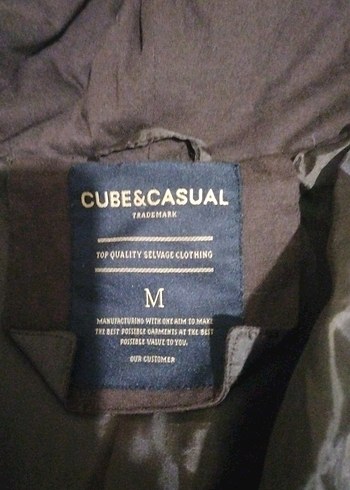 CUBE&CASUAL
TRADEMARK
TOP QUALITY SELVAGE CLOTHING
M
MANUFACTURING WITH ONE AIM TO MAKE
THE BEST POSSIBLE GARMENTS AT THE BEST
POSSIBLE VALUE TO YOU.
OUR CUSTOMER